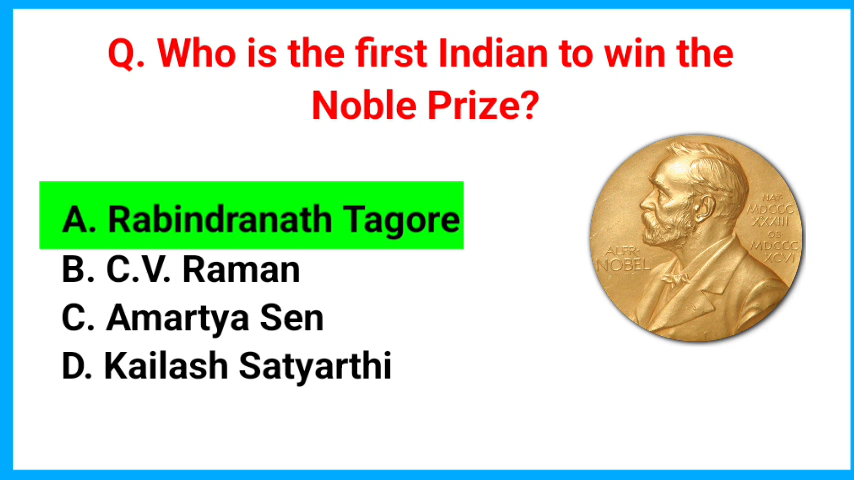 Q. Who is the first Indian to win the
Noble Prize?
A. Rabindranath Tagore
B. C.V. Raman
C. Amartya Sen
D. Kailash Satyarthi
ALFR·
NOBEL
NAT
MDCCC
XXXIII
OB
MDCCC
XCVI